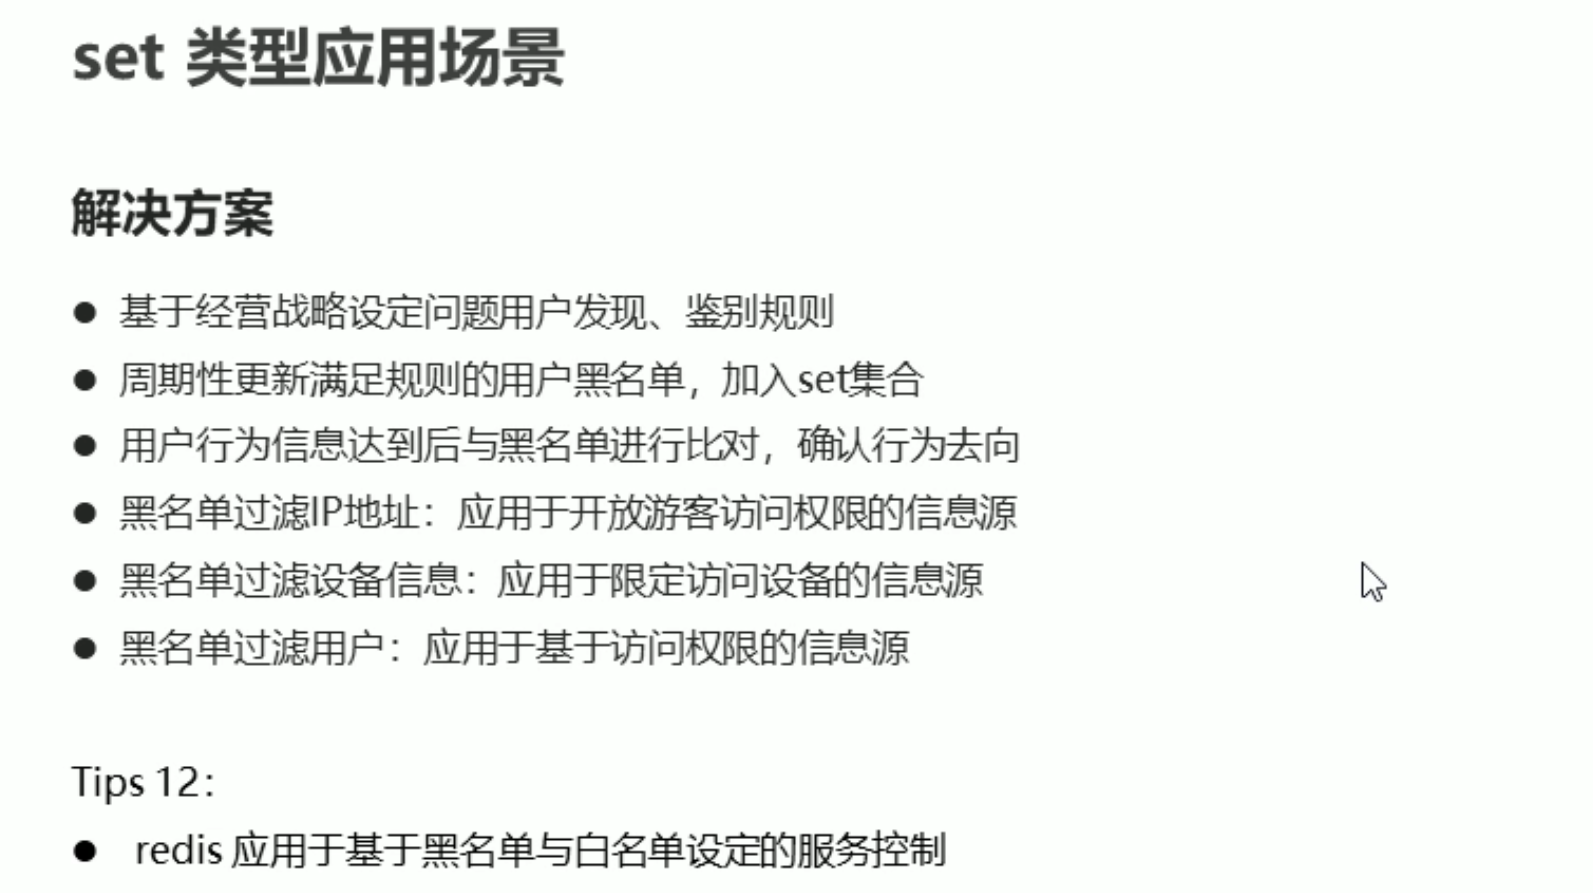 set 类型应用场景
解决方案
● 基于经营战略设定问题用户发现、鉴别规则
● 周期性更新满足规则的用户黑名单，加入set集合
● 用户行为信息达到后与黑名单进行比对，确认行为去向
● 黑名单过滤IP地址：应用于开放游客访问权限的信息源
● 黑名单过滤设备信息：应用于限定访问设备的信息源
● 黑名单过滤用户：应用于基于访问权限的信息源
Tips 12：
● redis 应用于基于黑名单与白名单设定的服务控制